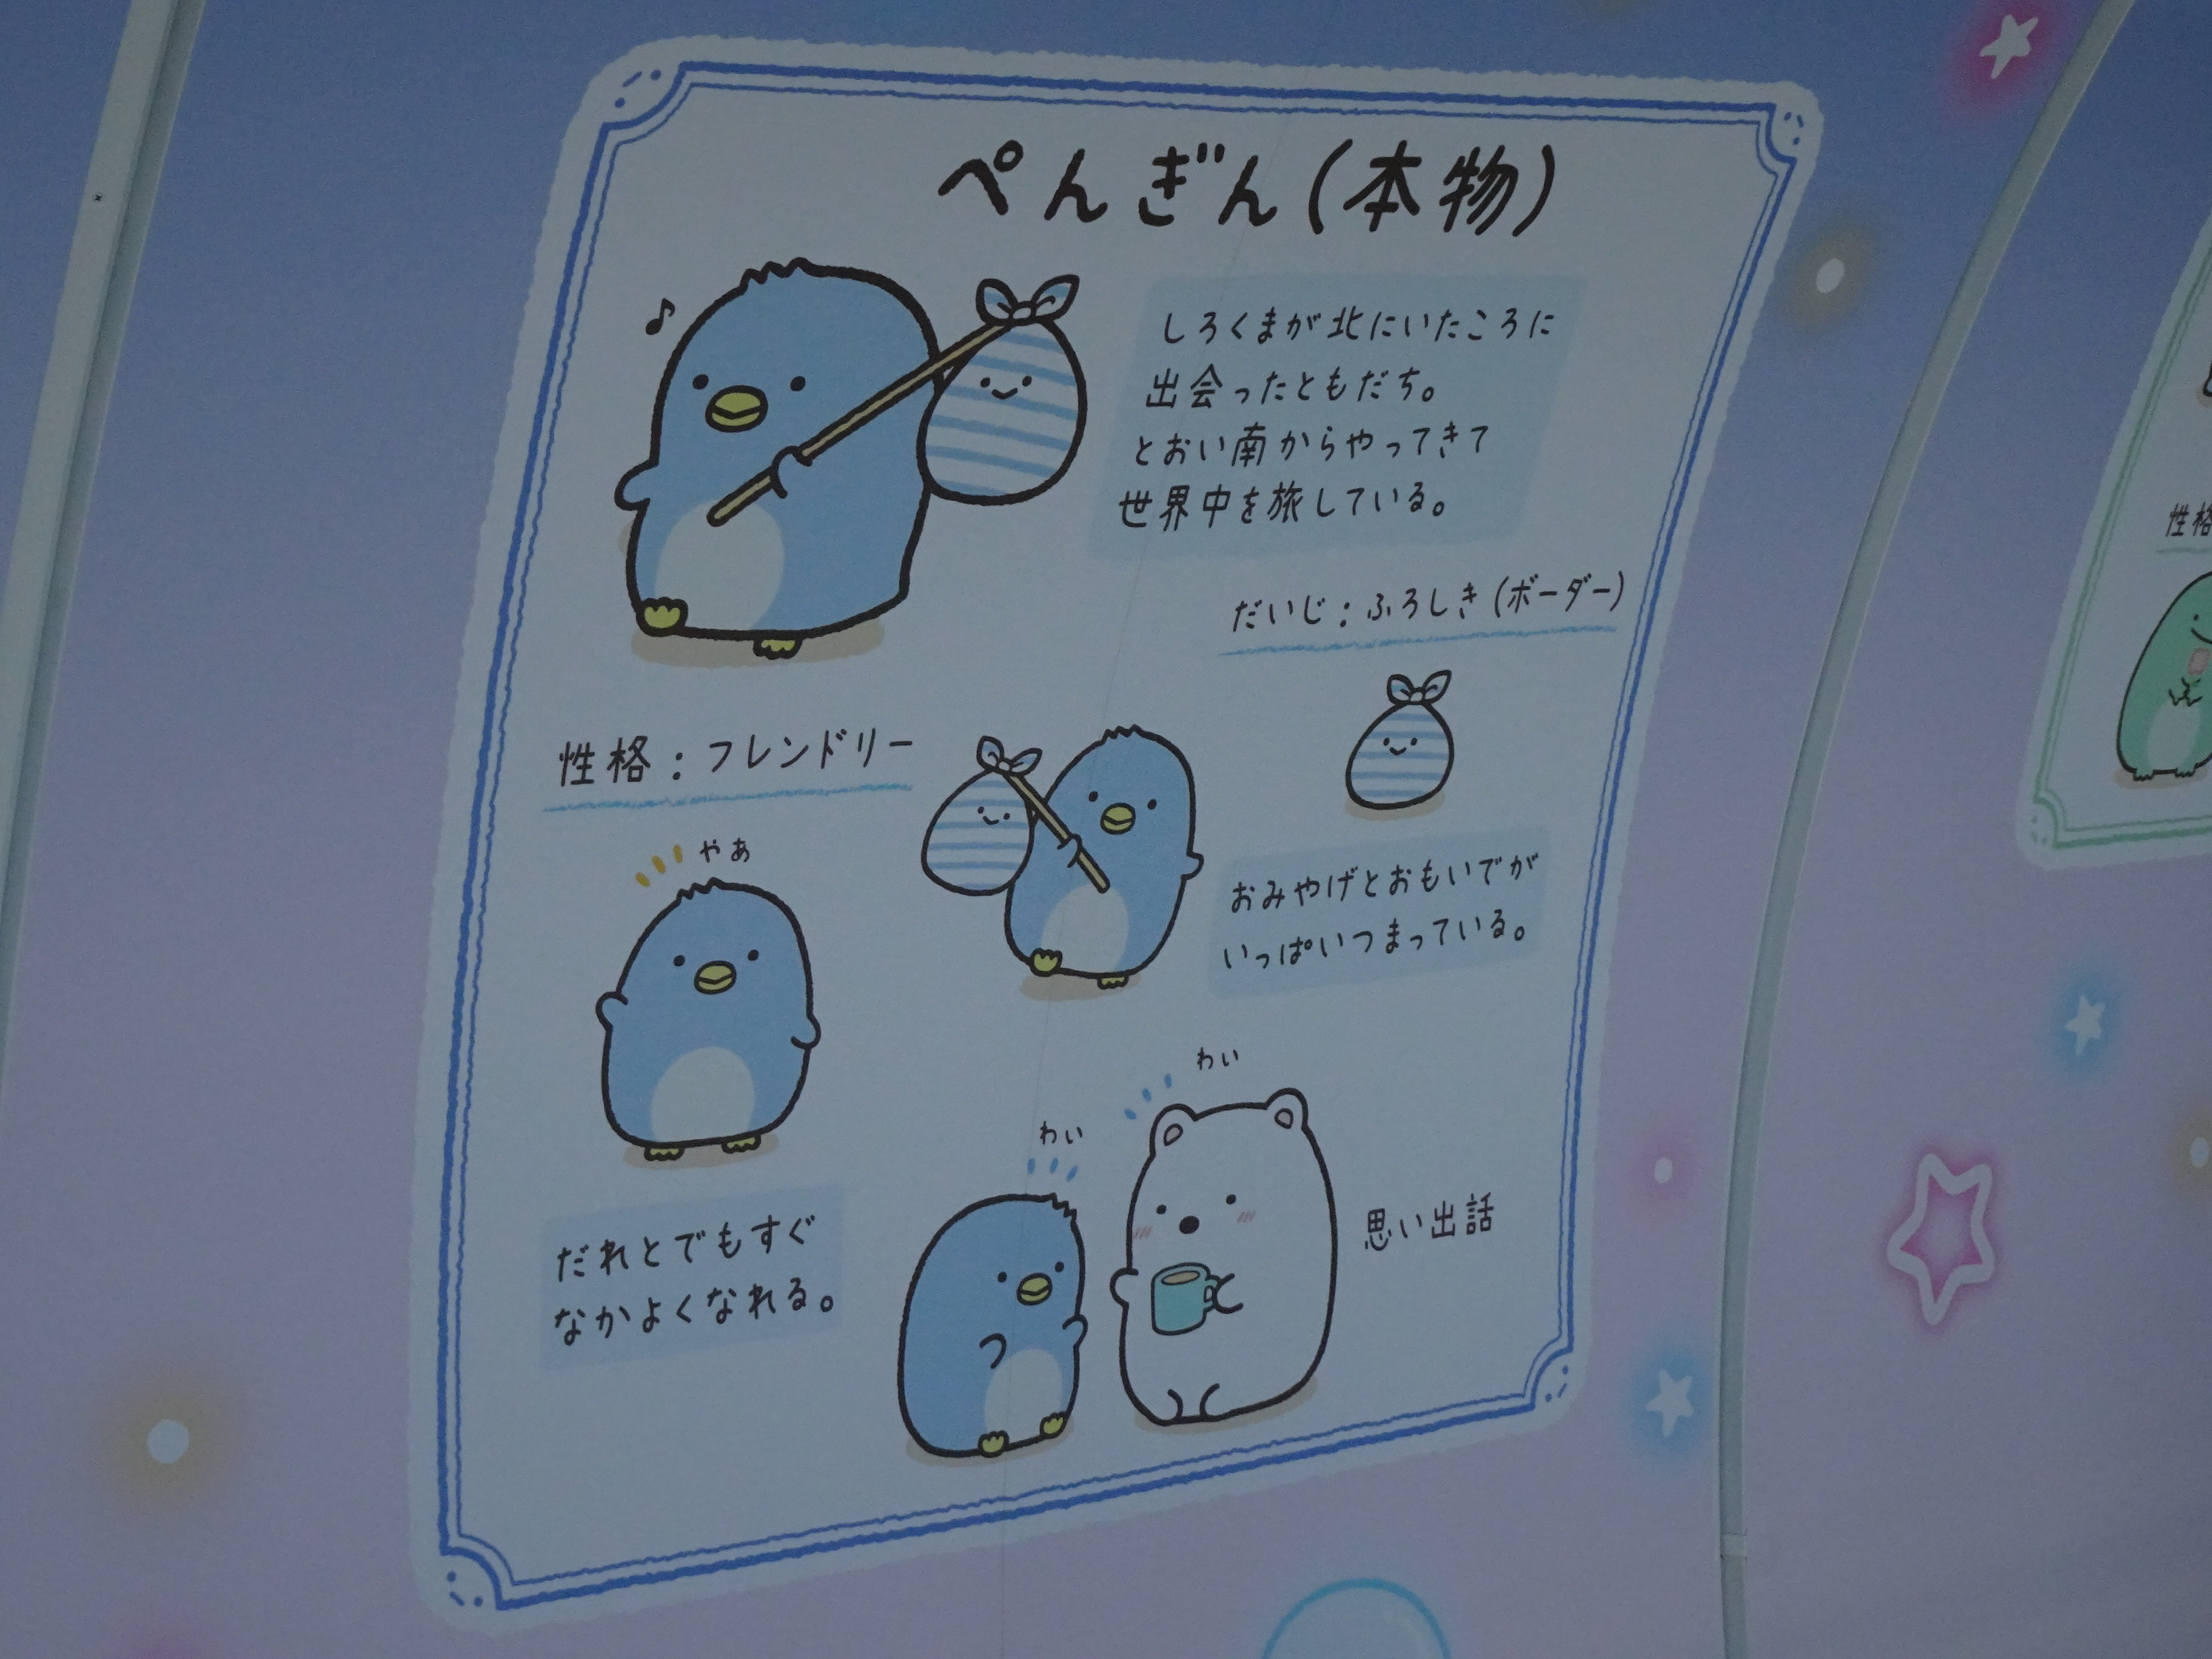 ぺんぎん(本物)
しろくまが北にいたころに
出会ったともだち。
とおい南からやってきて
世界中を旅している。
だいじ:ふろしき(ボーダー)
おみやげとおもいでが
いっぱいつまっている。
性格:フレンドリー
やあ
だれとでもすぐ
なかよくなれる。
わい
わい
思い出話
性格